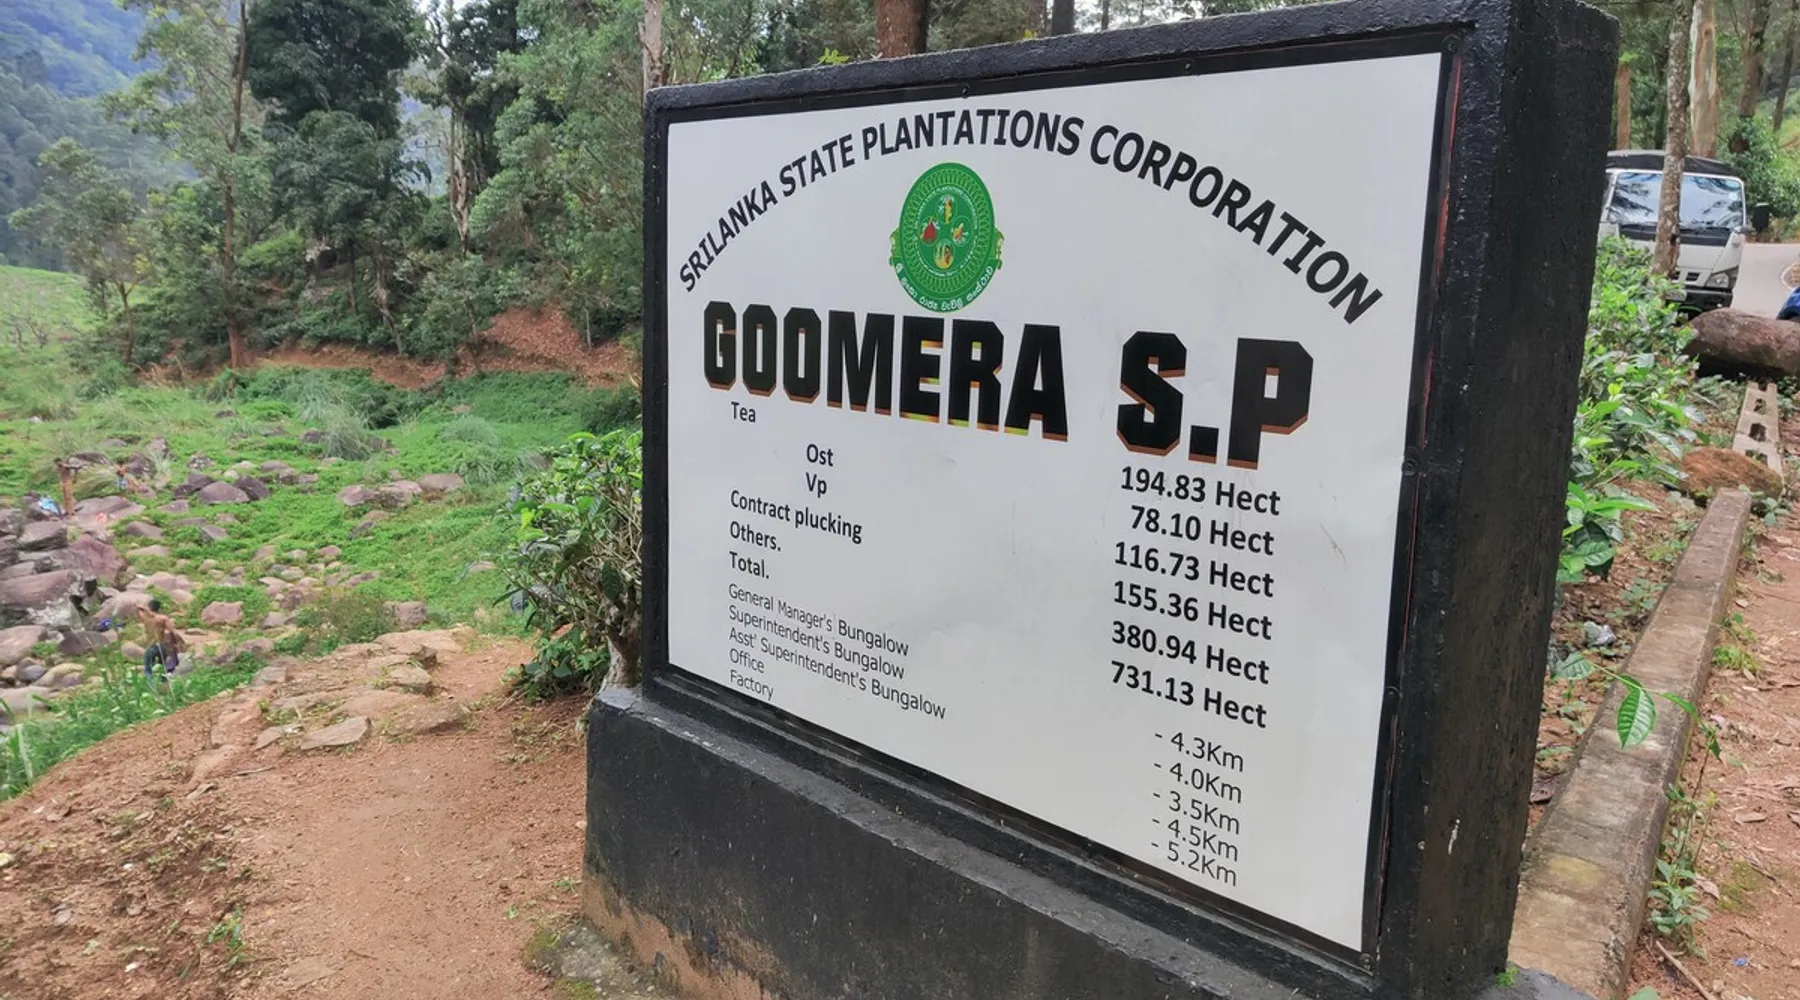 SRILANKA STATE PLANTATIONS CORPORATION
GOOMERA S.P
Tea 194.83 Hect
Ost 78.10 Hect
Vp 116.73 Hect
Contract plucking 155.36 Hect
Others. 380.94 Hect
Total. 731.13 Hect
General Manager's Bungalow - 4.3Km
Superintendent's Bungalow - 4.0Km
Asst' Superintendent's Bungalow - 3.5Km
Office - 4.5Km
Factory - 5.2Km